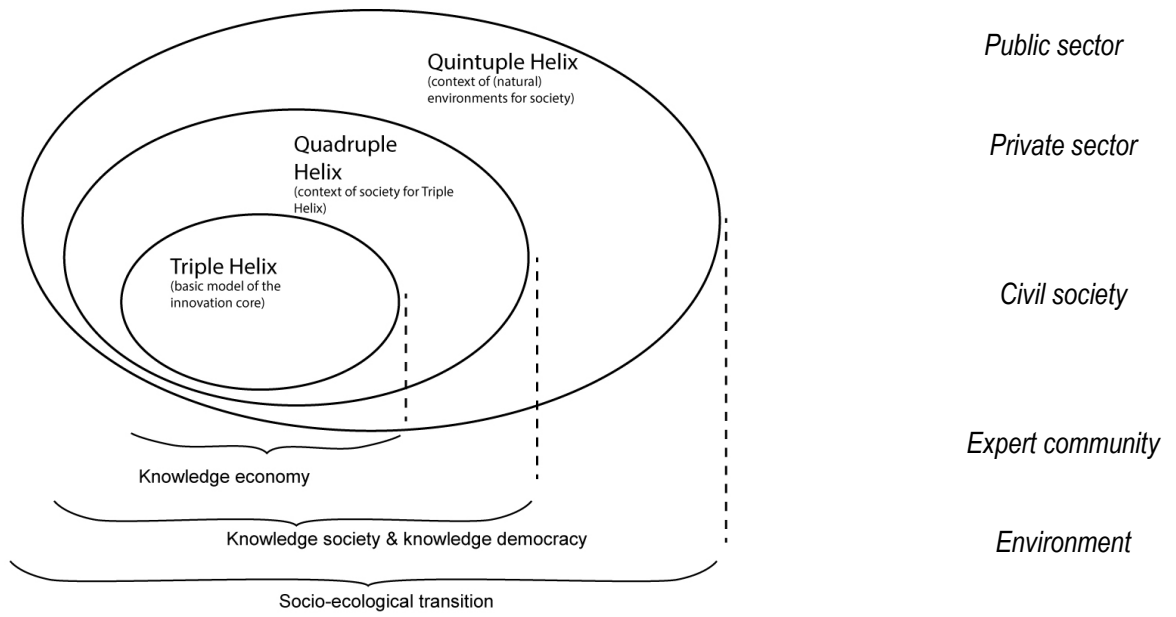 Quintuple Helix
(context of (natural)
environments for society)
Quadruple
Helix
(context of society for Triple
Helix)
Triple Helix
(basic model of the
innovation core)
Knowledge economy
Knowledge society & knowledge democracy
Socio-ecological transition
Public sector
Private sector
Civil society
Expert community
Environment